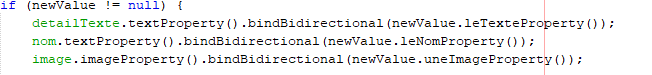 if (newValue != null) {
detailTexte.textProperty().bindBidirectional(newValue.leTexteProperty());
nom.textProperty().bindBidirectional(newValue.leNomProperty());
image.imageProperty().bindBidirectional(newValue.uneImageProperty());